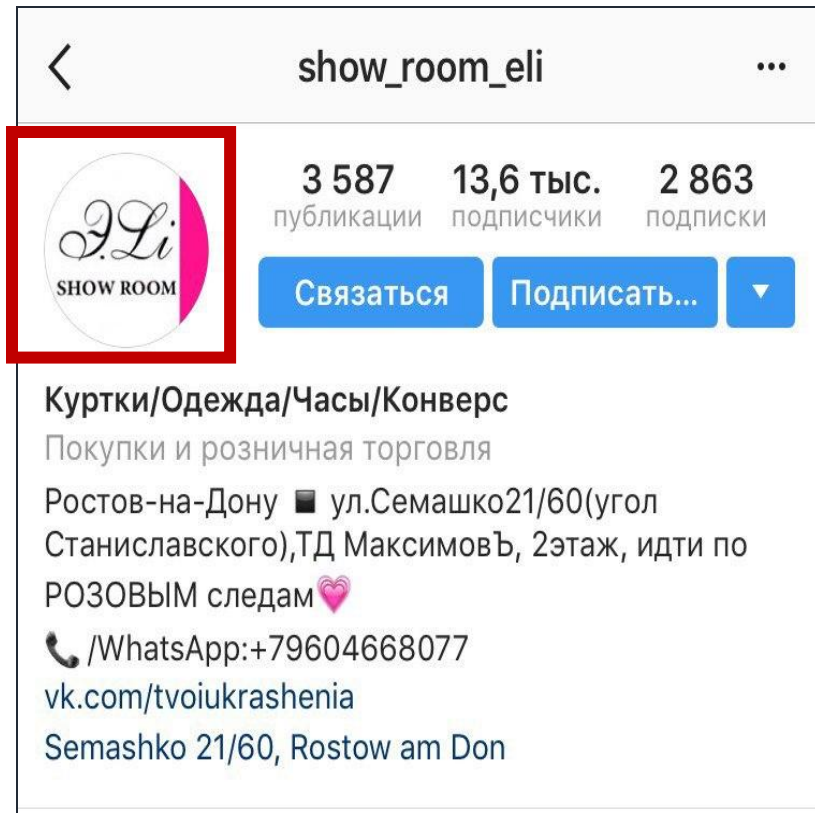 show_room_eli
Э.Li
SHOW ROOM
3 587 13,6 тыс. 2 863
публикации подписчики подписки
Связаться Подписать...
Куртки/Одежда/Часы/Конверс
Покупки и розничная торговля
Ростов-на-Дону ул.Семашко21/60(угол
Станиславского),ТД МаксимовЪ, 2этаж, идти по
РОЗОВЫМ следам
/WhatsApp:+79604668077
vk.com/tvoiukrashenia
Semashko 21/60, Rostow am Don